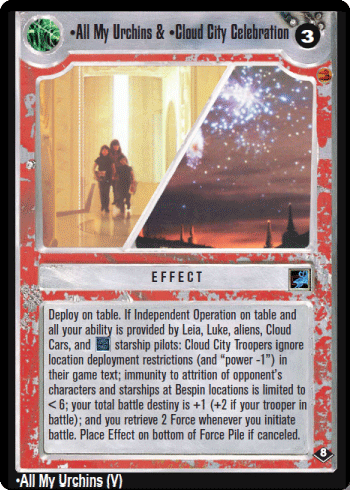 •All My Urchins & •Cloud City Celebration
3
3
EFFECT
Deploy on table. If Independent Operation on table and
all your ability is provided by Leia, Luke, aliens, Cloud
Cars, and starship pilots: Cloud City Troopers ignore
location deployment restrictions (and “power -1”) in
their game text; immunity to attrition of opponent's
characters and starships at Bespin locations is limited to
< 6; your total battle destiny is +1 (+2 if your trooper in
battle); and you retrieve 2 Force whenever you initiate
battle. Place Effect on bottom of Force Pile if canceled.
8
•All My Urchins (V)